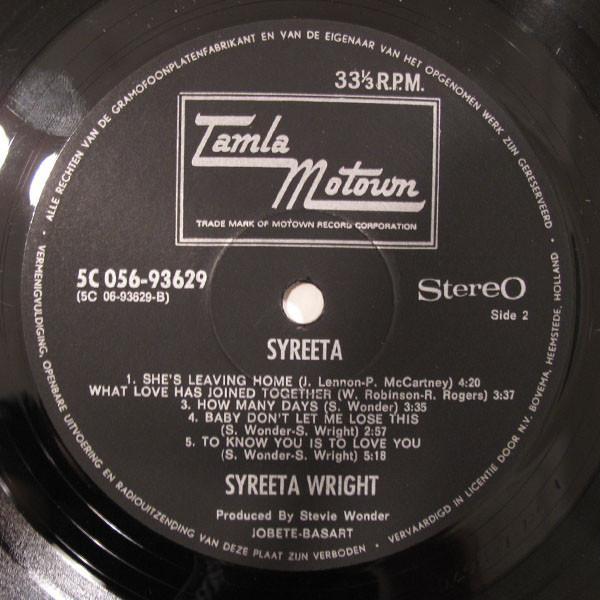 ALLE RECHTEN VAN DE GRAMOFOONPLATENFABRIKANT EN VAN DE EIGENAAR VAN HET OPGENOMEN WERK ZIJN GERESERVEERD •
33⅓ R.P.M.
Tamla
Motown
TRADE MARK OF MOTOWN RECORD CORPORATION
5C 056-93629
(5C 06-93629-B)
StereO
Side 2
SYREETA
1. SHE'S LEAVING HOME (J. Lennon-P. McCartney) 4:20
WHAT LOVE HAS JOINED TOGETHER (W. Robinson-R. Rogers) 3:37
3. HOW MANY DAYS (S. Wonder) 3:35
4. BABY DON'T LET ME LOSE THIS
(S. Wonder-S. Wright) 2:57
5. TO KNOW YOU IS TO LOVE YOU
(S. Wonder-S. Wright) 5:18
SYREETA WRIGHT
Produced By Stevie Wonder
JOBETE-BASART
• VERMENIGVULDIGING, OPENBARE UITVOERING EN RADIOUITZENDING VAN DEZE PLAAT ZIJN VERBODEN •
VERVAARDIGD IN LICENTIE DOOR N.V. BOVEMA, HEEMSTEDE, HOLLAND •